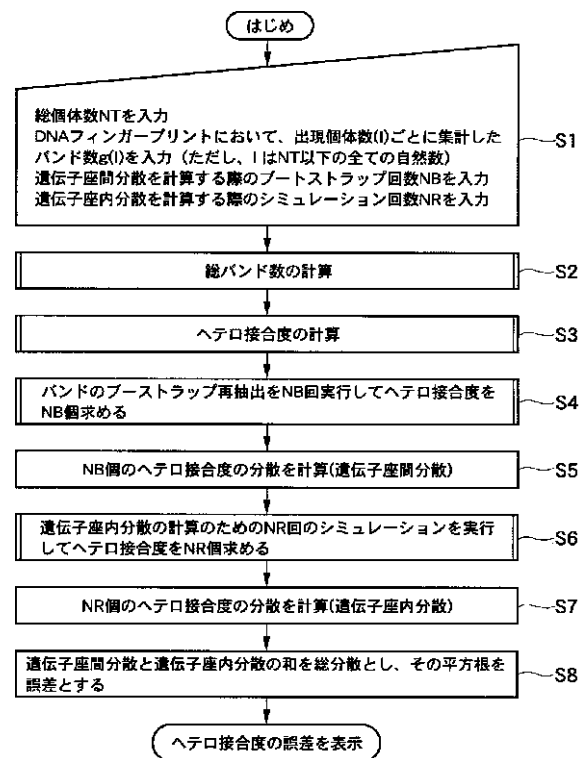 はじめ
総個体数NTを入力
DNAフィンガープリントにおいて、出現個体数(I)ごとに集計した
バンド数g(I)を入力（ただし、I はNT以下の全ての自然数）
遺伝子座間分散を計算する際のブートストラップ回数NBを入力
遺伝子座内分散を計算する際のシミュレーション回数NRを入力
S1
総バンド数の計算
S2
ヘテロ接合度の計算
S3
バンドのブーストラップ再抽出をNB回実行してヘテロ接合度を
NB個求める
S4
NB個のヘテロ接合度の分散を計算(遺伝子座間分散)
S5
遺伝子座内分散の計算のためのNR回のシミュレーションを実行
してヘテロ接合度をNR個求める
S6
NR個のヘテロ接合度の分散を計算(遺伝子座内分散)
S7
遺伝子座間分散と遺伝子座内分散の和を総分散とし、その平方根を
誤差とする
S8
ヘテロ接合度の誤差を表示